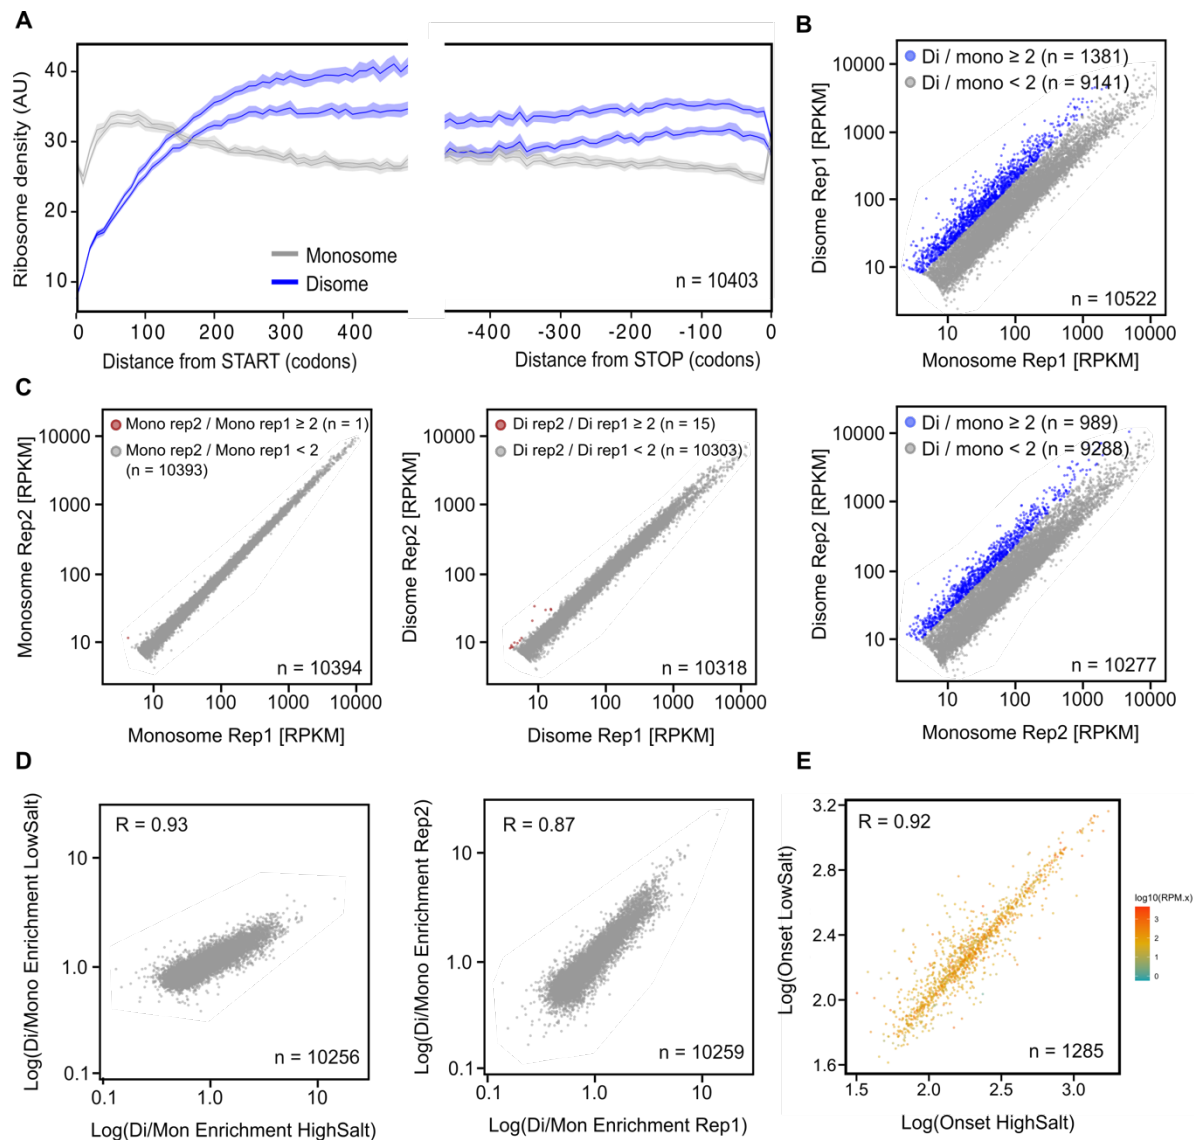 A
Ribosome density (AU)
40
30
20
10
Monosome
Disome
n = 10403
0
100
200
300
400
-400
-300
-200
-100
0
Distance from START (codons)
Distance from STOP (codons)
B
Disome Rep1 [RPKM]
10000
1000
100
10
Di / mono ≥ 2 (n = 1381)
Di / mono < 2 (n = 9141)
n = 10522
10
100
1000
10000
Monosome Rep1 [RPKM]
C
Monosome Rep2 [RPKM]
10000
1000
100
10
Mono rep2 / Mono rep1 ≥ 2 (n = 1)
Mono rep2 / Mono rep1 < 2
(n = 10393)
n = 10394
10
100
1000
10000
Monosome Rep1 [RPKM]
Disome Rep2 [RPKM]
10000
1000
100
10
Di rep2 / Di rep1 ≥ 2 (n = 15)
Di rep2 / Di rep1 < 2 (n = 10303)
n = 10318
10
100
1000
10000
Disome Rep1 [RPKM]
Disome Rep2 [RPKM]
10000
1000
100
10
Di / mono ≥ 2 (n = 989)
Di / mono < 2 (n = 9288)
n = 10277
10
100
1000
10000
Monosome Rep2 [RPKM]
D
Log(Di/Mono Enrichment LowSalt)
10
1.0
0.1
R = 0.93
n = 10256
0.1
1.0
10
Log(Di/Mon Enrichment HighSalt)
Log(Di/Mono Enrichment Rep2)
10
1.0
0.1
R = 0.87
n = 10259
0.1
1.0
10
Log(Di/Mon Enrichment Rep1)
E
Log(Onset LowSalt)
3.2
2.8
2.4
2.0
1.6
R = 0.92
n = 1285
1.5
2.0
2.5
3.0
Log(Onset HighSalt)
log10(RPM.x)
3
2
1
0